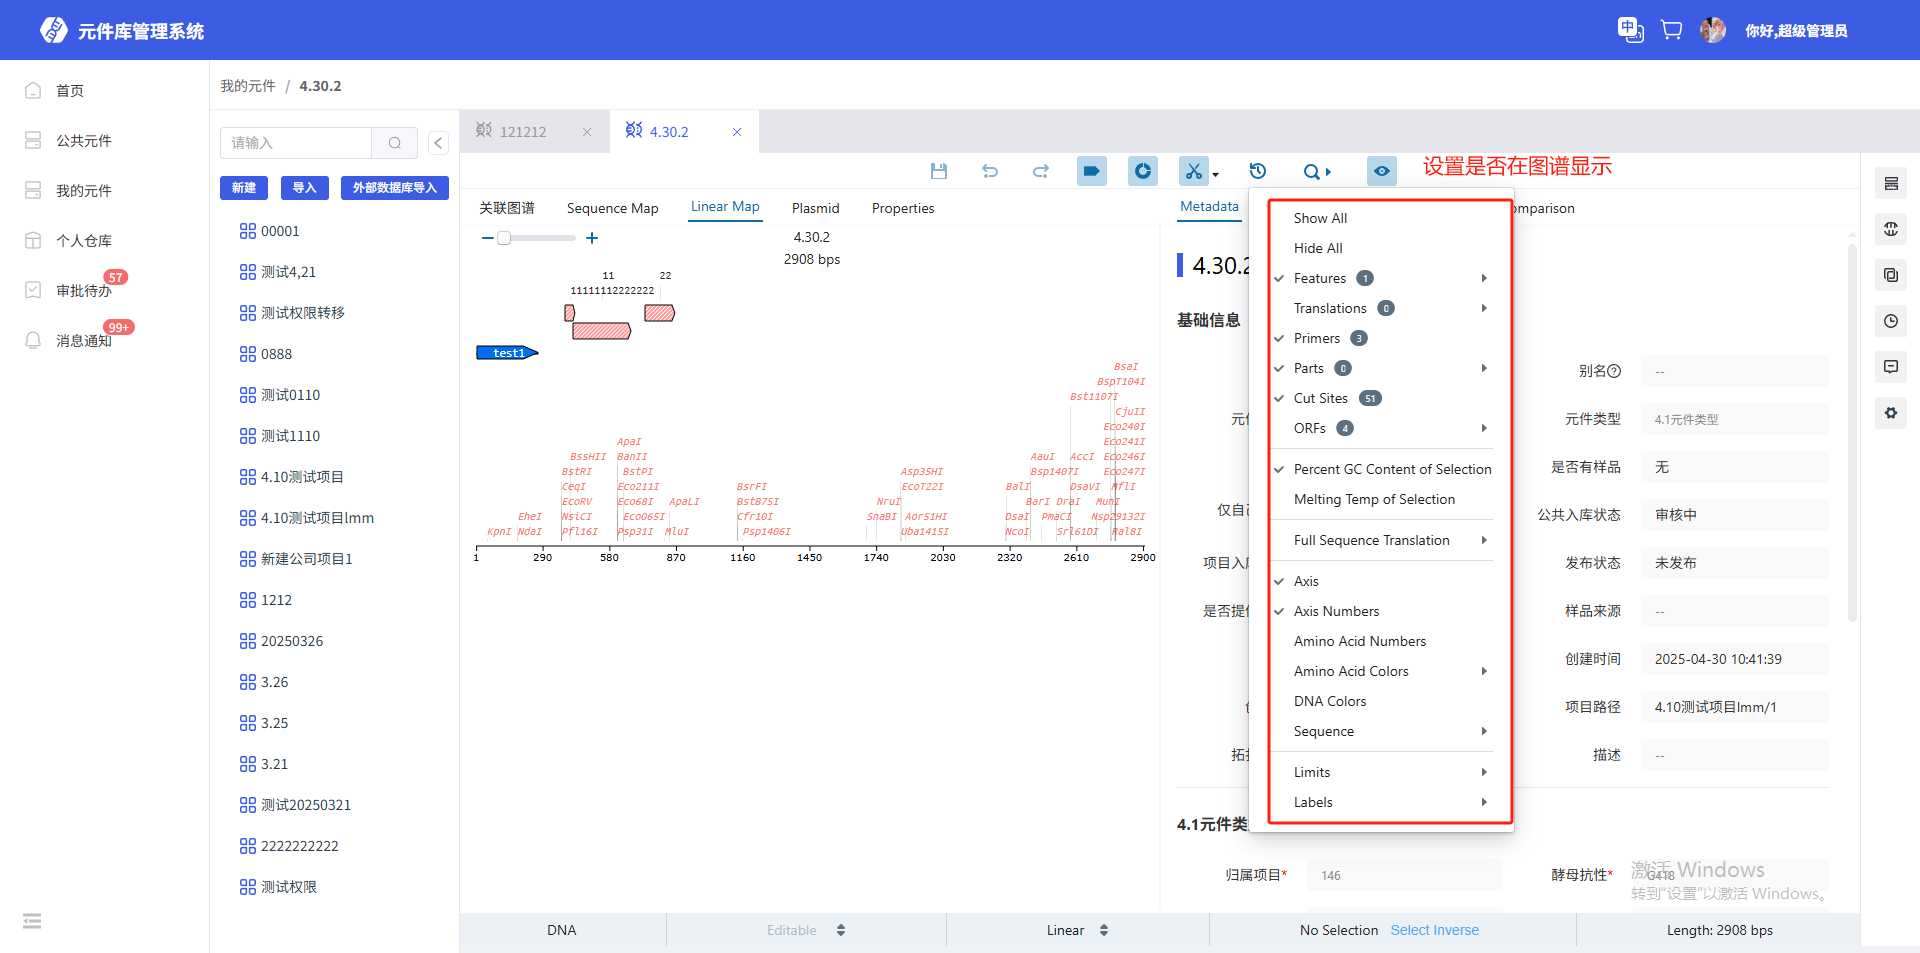 元件库管理系统
你好,超级管理员
首页
公共元件
我的元件
个人仓库
审批待办
57
消息通知
99+
我的元件 / 4.30.2
请输入
新建 导入 外部数据库导入
00001
测试4,21
测试权限转移
0888
测试0110
测试1110
4.10测试项目
4.10测试项目lmm
新建公司项目1
1212
20250326
3.26
3.25
3.21
测试20250321
2222222222
测试权限
121212
4.30.2
设置是否在图谱显示
关联图谱 Sequence Map Linear Map Plasmid Properties
4.30.2
2908 bps
11 22
11111112222222
test1
BsaI
BspT104I
Bst1107I
CjuII
Eco240I
ApaI Eco241I
BssHII BanII AauI AccI Eco246I
BstRI BstPI Asp35HI Bsp1407I Eco247I
CeqI Eco211I BsrFI EcoT22I BalI DsaVI MflI
EcoRV Eco68I ApaLI BstB7SI NruI BarI DraI MunI
EheI NsiCI EcoO65I Cfr10I SnaBI Aor51HI DsaI PmaCI Nsp29132I
KpnI NdaI Pfl16I Psp31I MluI Psp1406I Uba1415I NcoI Srl61DI Ral8I
1 290 580 870 1160 1450 1740 2030 2320 2610 2900
Metadata
omparison
Show All
Hide All
Features 1
Translations 0
Primers 3
Parts 0
Cut Sites 51
ORFs 4
Percent GC Content of Selection
Melting Temp of Selection
Full Sequence Translation
Axis
Axis Numbers
Amino Acid Numbers
Amino Acid Colors
DNA Colors
Sequence
Limits
Labels
4.30.2
基础信息
别名 --
元件类型 4.1元件类型
是否有样品 无
仅自己
公共入库状态 审核中
项目入库
发布状态 未发布
是否提供
样品来源 --
创建时间 2025-04-30 10:41:39
项目路径 4.10测试项目lmm/1
描述 --
4.1元件类
归属项目* 146
酵母抗性* G418
激活 Windows
转到"设置"以激活 Windows。
DNA Editable Linear No Selection Select Inverse Length: 2908 bps